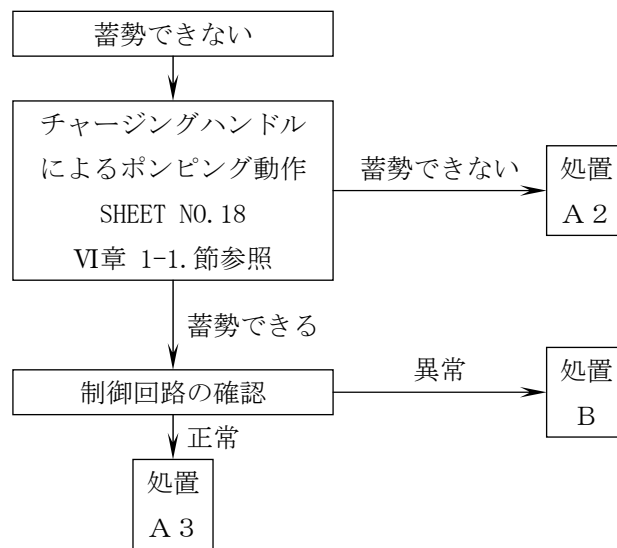 蓄勢できない
チャージングハンドル
によるポンピング動作
SHEET NO.18
Ⅵ章 1-1.節参照
蓄勢できない
処置
Ａ２
蓄勢できる
制御回路の確認
異常
処置
Ｂ
正常
処置
Ａ３